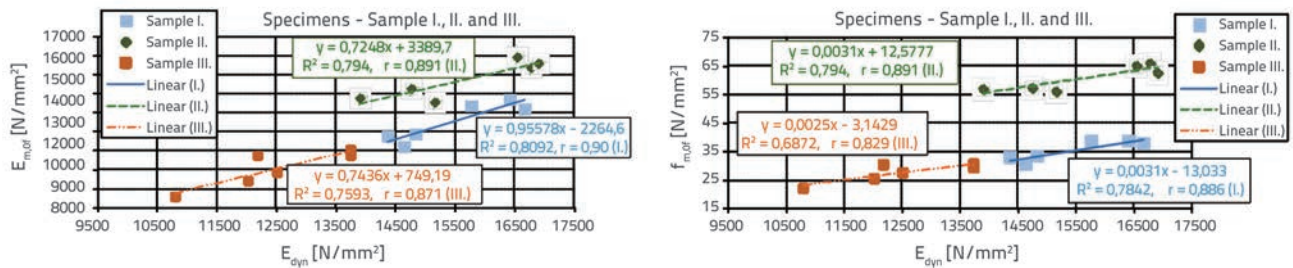 Specimens - Sample I., II. and III.
Sample I.
Sample II.
Sample III.
Linear (I.)
Linear (II.)
Linear (III.)
y = 0,7248x + 3389,7
R² = 0,794, r = 0,891 (II.)
y = 0,95578x – 2264,6
R² = 0,8092, r = 0,90 (I.)
y = 0,7436x + 749,19
R² = 0,7593, r = 0,871 (III.)
17000
16000
15000
14000
13000
12000
11000
10000
9000
8000
E m,0f [N/mm²]
9500 10500 11500 12500 13500 14500 15500 16500 17500
E dyn [N/mm²]
Specimens - Sample I., II. and III.
Sample I.
Sample II.
Sample III.
Linear (I.)
Linear (II.)
Linear (III.)
y = 0,0031x + 12,5777
R² = 0,794, r = 0,891 (II.)
y = 0,0025x – 3,1429
R² = 0,6872, r = 0,829 (III.)
y = 0,0031x – 13,033
R² = 0,7842, r = 0,886 (I.)
75
65
55
45
35
25
15
f m,0f [N/mm²]
9500 10500 11500 12500 13500 14500 15500 16500 17500
E dyn [N/mm²]